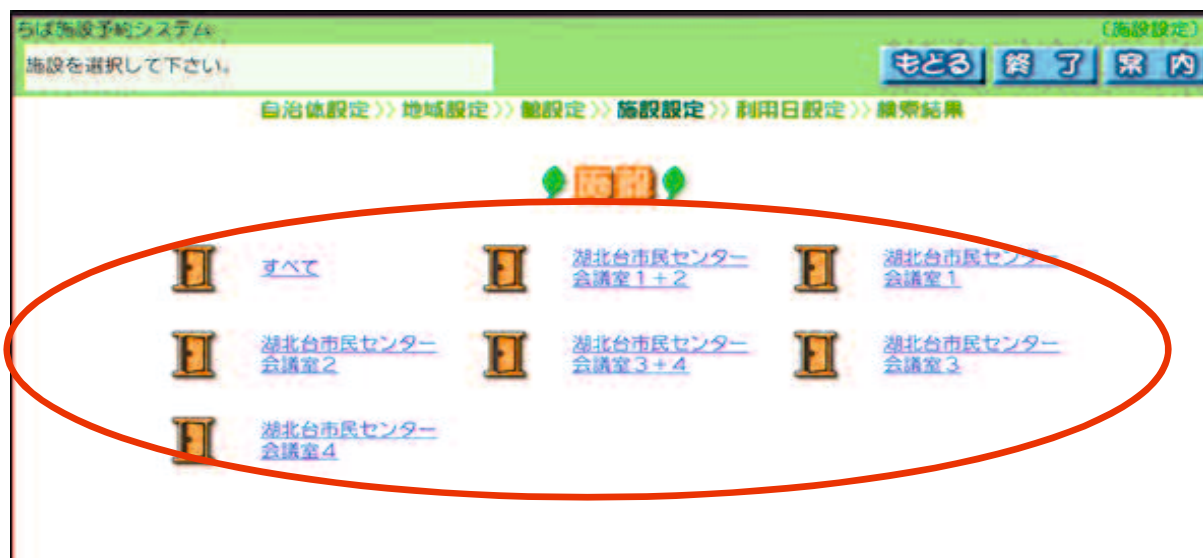 ちば施設予約システム
〔施設設定〕
施設を選択して下さい。
もどる 終了 案内
自治体設定>>地域設定>>館設定>>施設設定>>利用日設定>>検索結果
施設
すべて
湖北台市民センター
会議室1+2
湖北台市民センター
会議室1
湖北台市民センター
会議室2
湖北台市民センター
会議室3+4
湖北台市民センター
会議室3
湖北台市民センター
会議室4